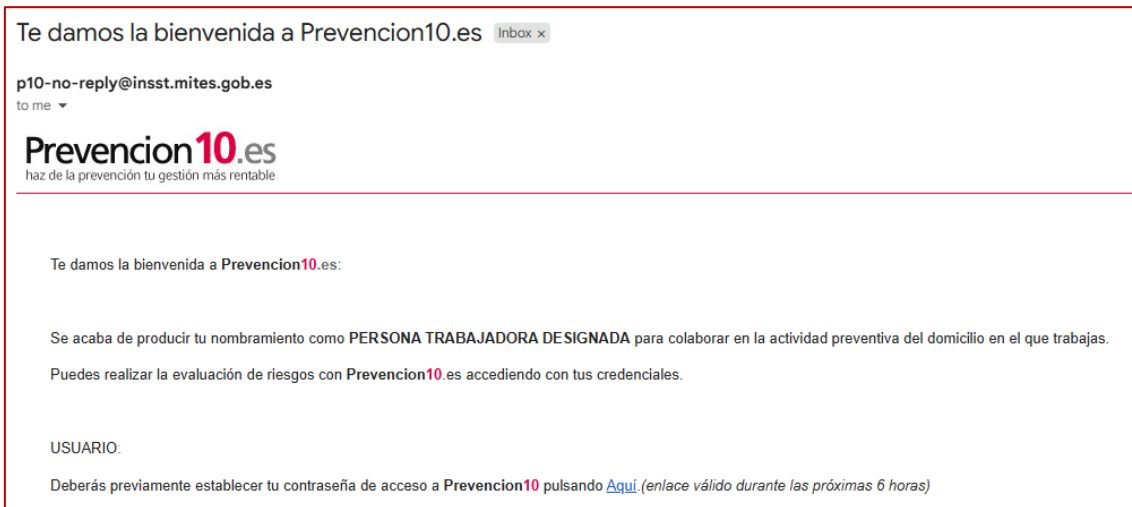 Te damos la bienvenida a Prevencion10.es Inbox ×
p10-no-reply@insst.mites.gob.es
to me
Prevencion10.es
haz de la prevención tu gestión más rentable
Te damos la bienvenida a Prevencion10.es:
Se acaba de producir tu nombramiento como PERSONA TRABAJADORA DESIGNADA para colaborar en la actividad preventiva del domicilio en el que trabajas.
Puedes realizar la evaluación de riesgos con Prevencion10.es accediendo con tus credenciales.
USUARIO:
Deberás previamente establecer tu contraseña de acceso a Prevencion10 pulsando Aquí.(enlace válido durante las próximas 6 horas)